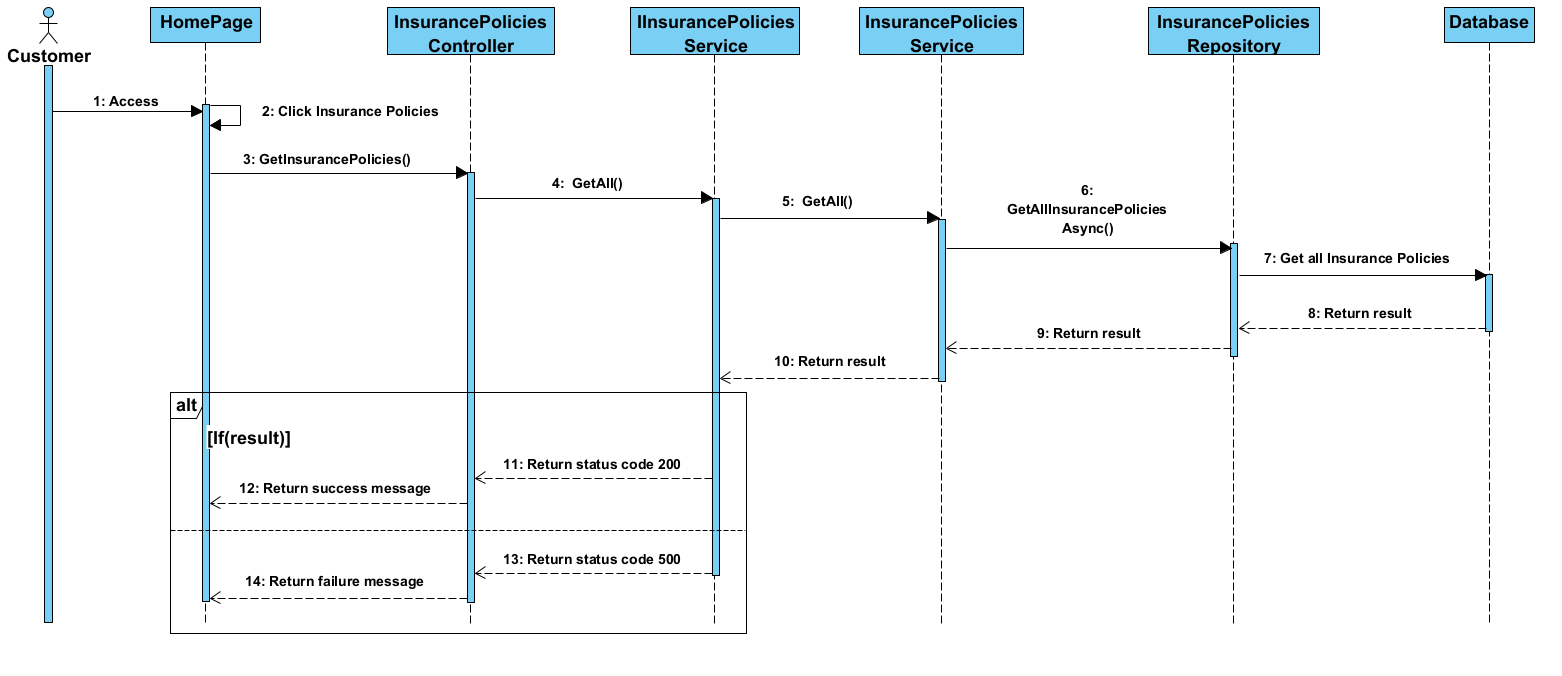 Customer
HomePage
InsurancePolicies
Controller
IInsurancePolicies
Service
InsurancePolicies
Service
InsurancePolicies
Repository
Database
1: Access
2: Click Insurance Policies
3: GetInsurancePolicies()
4:  GetAll()
5:  GetAll()
6:
GetAllInsurancePolicies
Async()
7: Get all Insurance Policies
8: Return result
9: Return result
10: Return result
alt
[If(result)]
11: Return status code 200
12: Return success message
13: Return status code 500
14: Return failure message